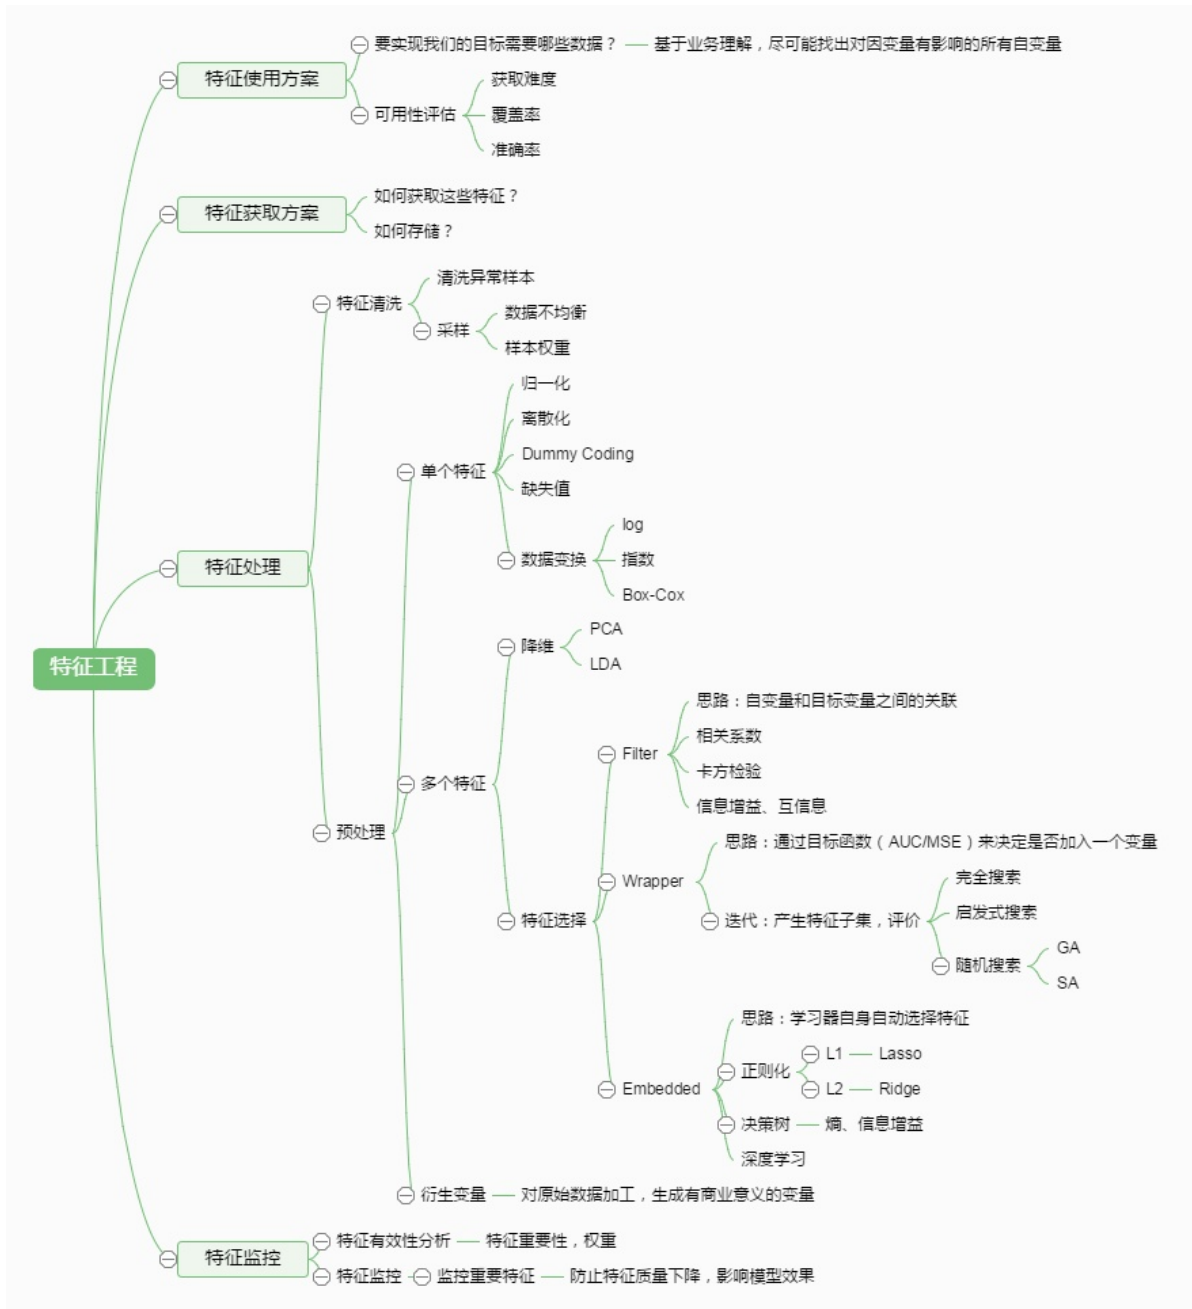 要实现我们的目标需要哪些数据？
基于业务理解，尽可能找出对因变量有影响的所有自变量
特征使用方案
可用性评估
获取难度
覆盖率
准确率
特征获取方案
如何获取这些特征？
如何存储？
特征清洗
清洗异常样本
采样
数据不均衡
样本权重
特征处理
单个特征
归一化
离散化
Dummy Coding
缺失值
数据变换
log
指数
Box-Cox
特征工程
预处理
多个特征
降维
PCA
LDA
特征选择
Filter
思路：自变量和目标变量之间的关联
相关系数
卡方检验
信息增益、互信息
Wrapper
思路：通过目标函数（AUC/MSE）来决定是否加入一个变量
迭代：产生特征子集，评价
完全搜索
启发式搜索
随机搜索
GA
SA
Embedded
思路：学习器自身自动选择特征
正则化
L1
Lasso
L2
Ridge
决策树
熵、信息增益
深度学习
衍生变量
对原始数据加工，生成有商业意义的变量
特征监控
特征有效性分析
特征重要性，权重
特征监控
监控重要特征
防止特征质量下降，影响模型效果